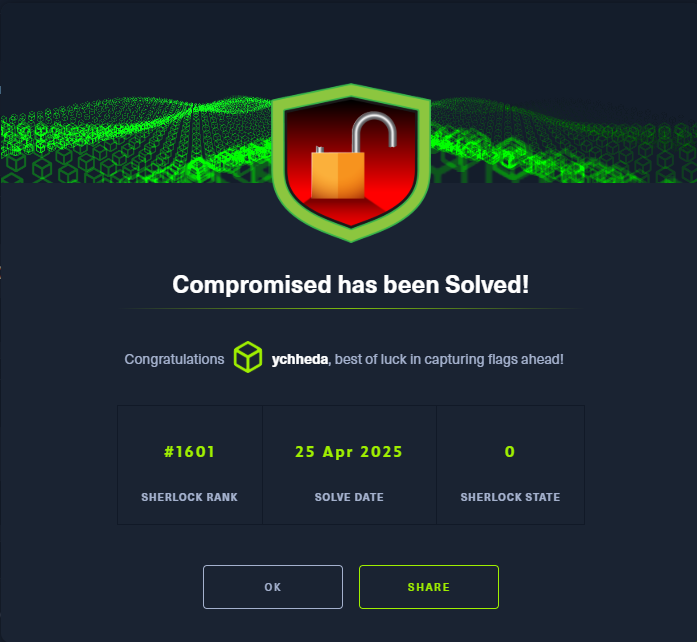 Compromised has been Solved!
Congratulations ychheda, best of luck in capturing flags ahead!
#1601 25 Apr 2025 0
SHERLOCK RANK SOLVE DATE SHERLOCK STATE
OK SHARE